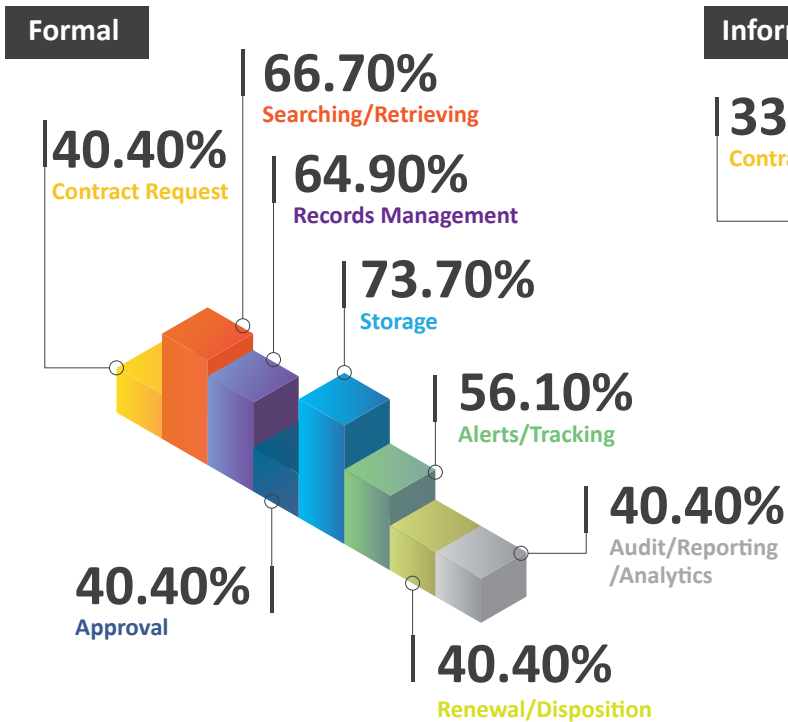 Formal
66.70%
Searching/Retrieving
40.40%
Contract Request
64.90%
Records Management
73.70%
Storage
56.10%
Alerts/Tracking
40.40%
Audit/Reporting
/Analytics
40.40%
Approval
40.40%
Renewal/Disposition
33